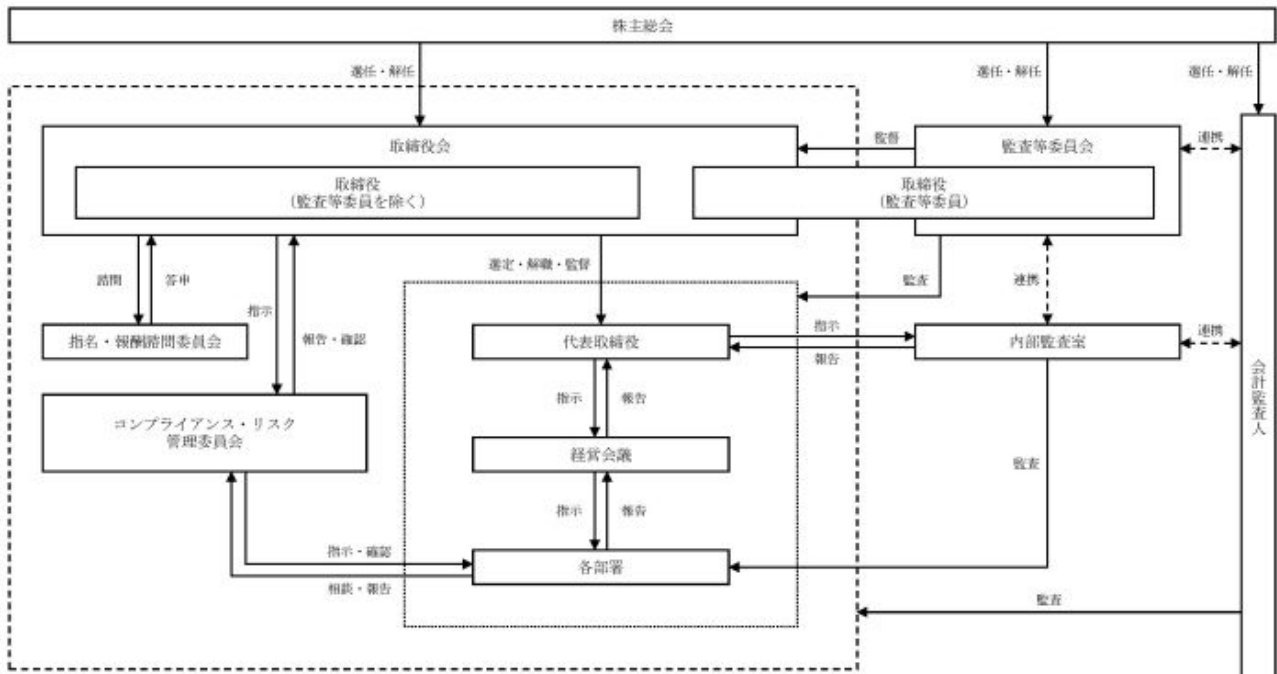 株主総会
選任・解任
選任・解任
選任・解任
取締役会
監督
監査等委員会
連携
取締役
(監査等委員を除く)
取締役
(監査等委員)
諮問
答申
指示
報告・確認
選定・解職・監督
監査
連携
指名・報酬諮問委員会
代表取締役
指示
報告
内部監査室
連携
会計監査人
コンプライアンス・リスク
管理委員会
指示
報告
経営会議
監査
指示
報告
指示・確認
相談・報告
各部署
監査